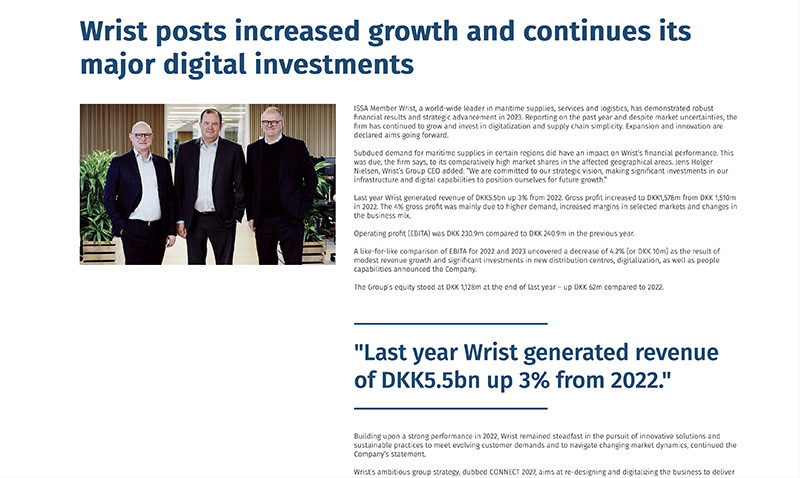 Wrist posts increased growth and continues its
major digital investments
ISSA Member Wrist, a world-wide leader in maritime supplies, services and logistics, has demonstrated robust
financial results and strategic advancement in 2023. Reporting on the past year and despite market uncertainties, the
firm has continued to grow and invest in digitalization and supply chain simplicity. Expansion and innovation are
declared aims going forward.
Subdued demand for maritime supplies in certain regions did have an impact on Wrist's financial performance. This
was due, the firm says, to its comparatively high market shares in the affected geographical areas. Jens Holger
Nielsen, Wrist's Group CEO added: "We are committed to our strategic vision, making significant investments in our
infrastructure and digital capabilities to position ourselves for future growth."
Last year Wrist generated revenue of DKK5.5bn up 3% from 2022. Gross profit increased to DKK1,578m from DKK 1,510m
in 2022. The 4% gross profit was mainly due to higher demand, increased margins in selected markets and changes in
the business mix.
Operating profit (EBITA) was DKK 230.9m compared to DKK 240.9m in the previous year.
A like-for-like comparison of EBITA for 2022 and 2023 uncovered a decrease of 4.2% (or DKK 10m) as the result of
modest revenue growth and significant investments in new distribution centres, digitalization, as well as people
capabilities announced the Company.
The Group's equity stood at DKK 1,128m at the end of last year – up DKK 62m compared to 2022.
"Last year Wrist generated revenue
of DKK5.5bn up 3% from 2022."
Building upon a strong performance in 2022, Wrist remained steadfast in the pursuit of innovative solutions and
sustainable practices to meet evolving customer demands and to navigate changing market dynamics, continued the
Company's statement.
Wrist's ambitious group strategy, dubbed CONNECT 2027, aims at re-designing and digitalizing the business to deliver